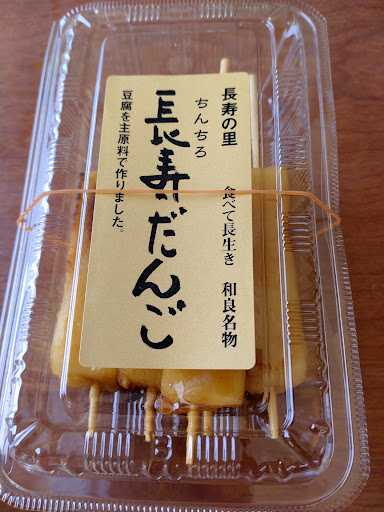 長寿の里
食べて長生き 和良名物
ちんちろ
長寿だんご
豆腐を主原料で作りました。